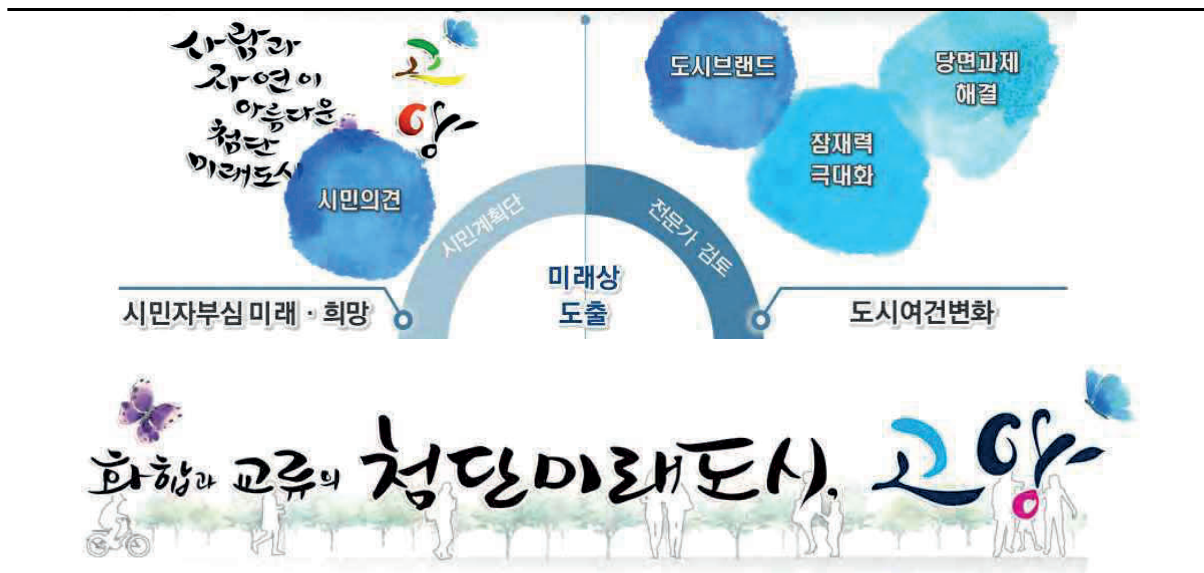 사람과
자연이
아름다운
첨단
미래도시
고
양
시민의견
도시브랜드
당면과제
해결
잠재력
극대화
시민계획단
전문가 검토
미래상
도출
시민자부심 미래 · 희망
도시여건변화
화합과 교류의 첨단미래도시, 고양